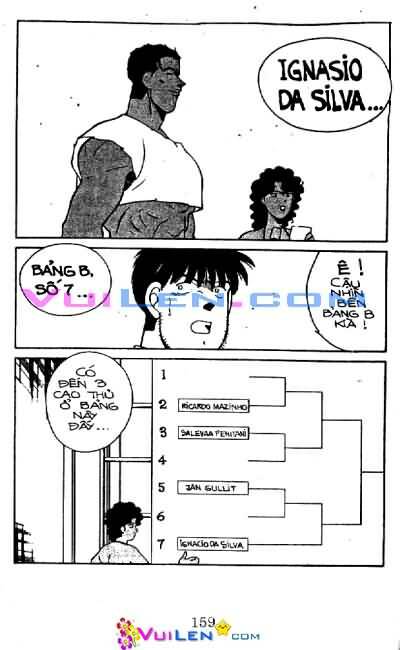 IGNASIO
DA SILVA...
BẢNG B,
SỐ 7...
Ê!
CẬU
NHÌN
BÊN
BẢNG B
KÌA!
VUILEN.COM
CÓ
ĐẾN 3
CAO THỦ
Ở BẢNG
NÀY
ĐẤY...
1
2 RICARDO MAZINHO
3 SALEVAA FENITANI
4
5 JAN GULLIT
6
7 IGNACIO DA SILVA
159
VUILEN.COM